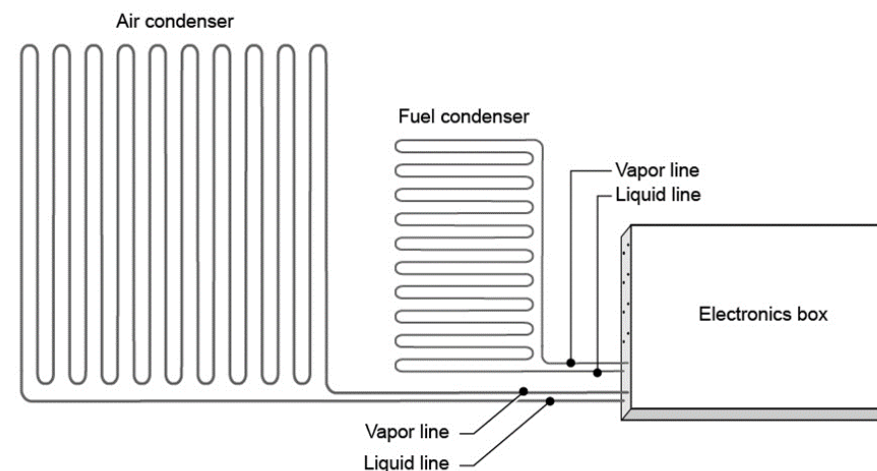 Air condenser
Fuel condenser
Vapor line
Liquid line
Electronics box
Vapor line
Liquid line